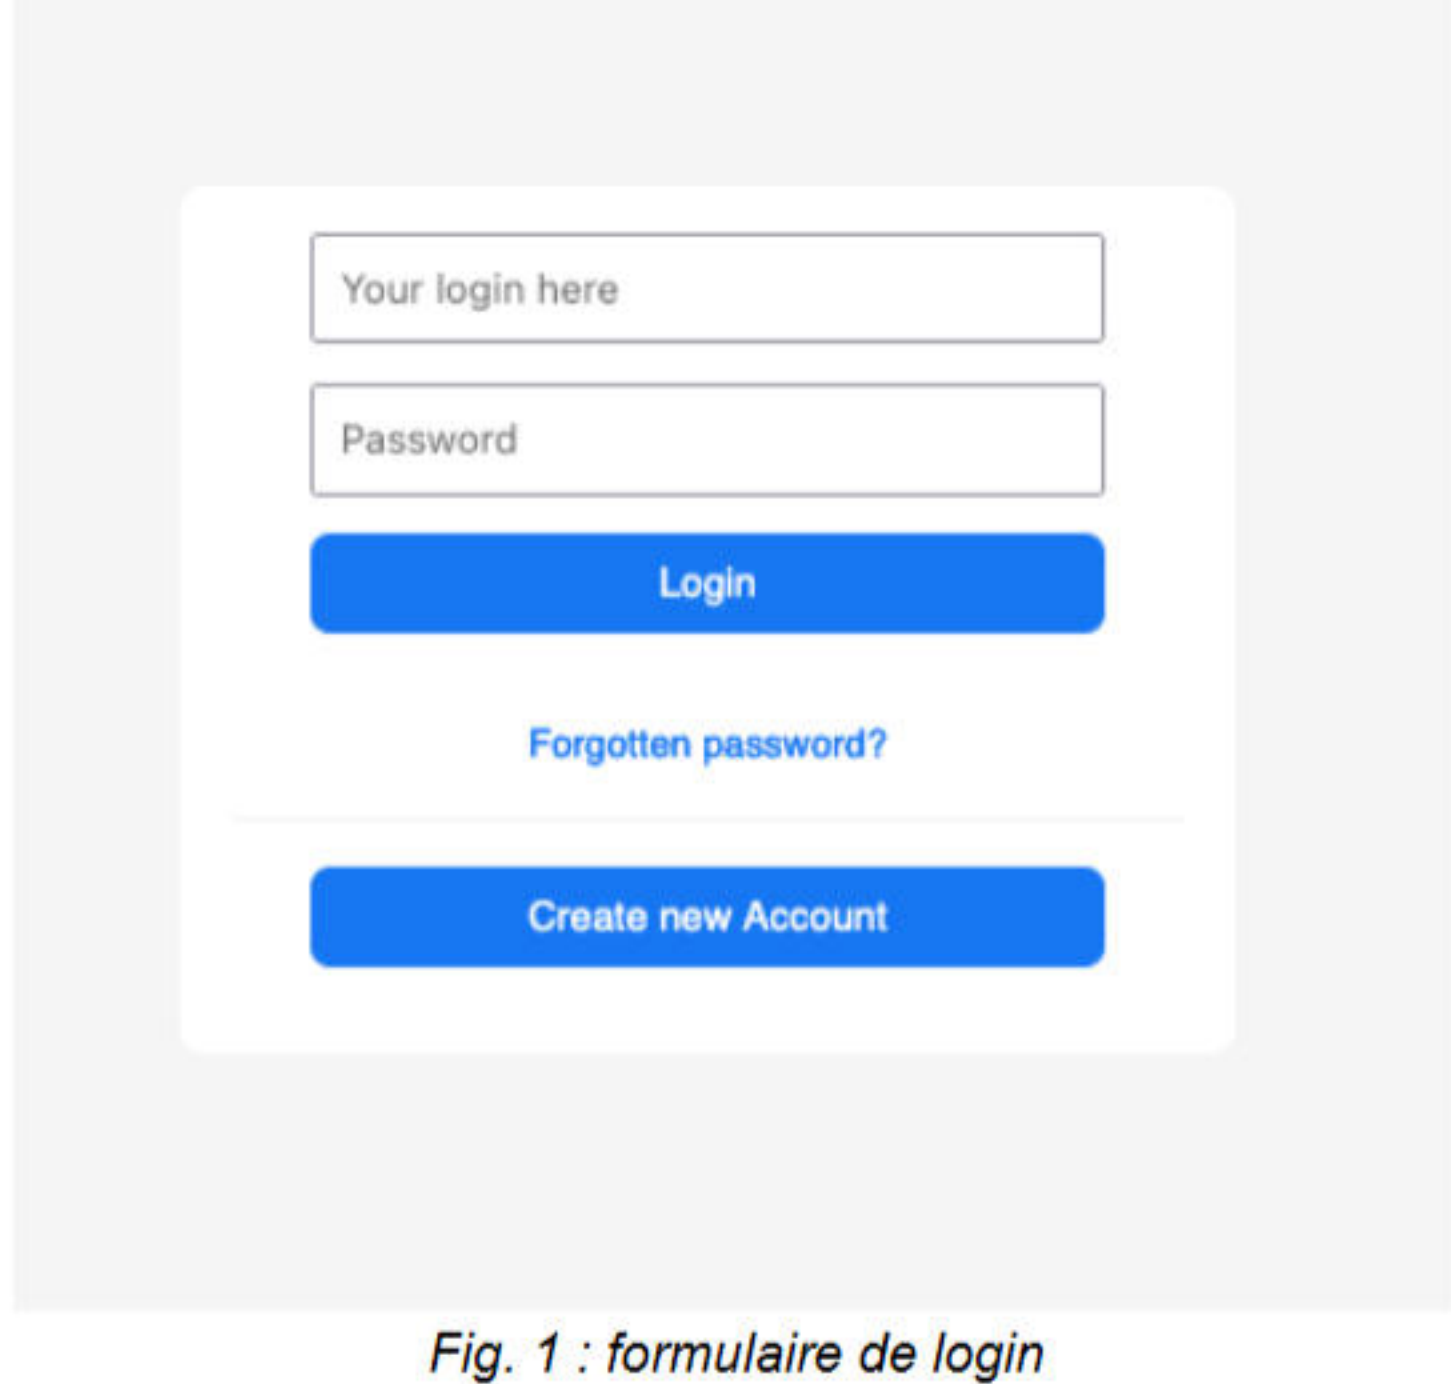 Your login here
Password
Login
Forgotten password?
Create new Account
Fig. 1 : formulaire de login